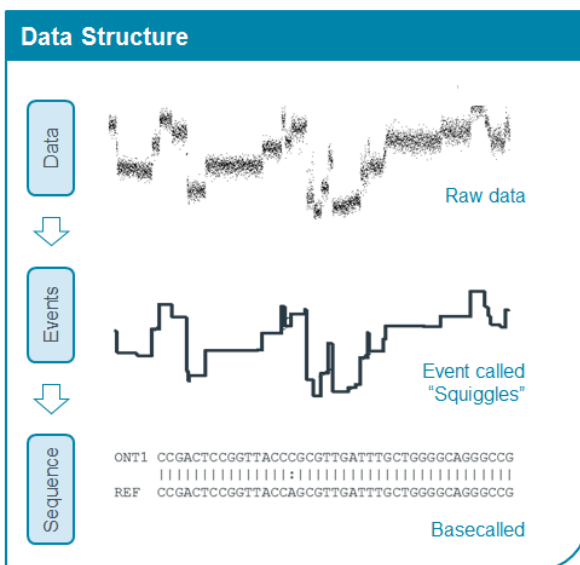 Data Structure
Data
Raw data
Events
Event called
“Squiggles”
Sequence
ONT1 CCGACTCCGGTTACCCGCGTTGATTTGCTGGGGCAGGGCCG
||||||||||||||||:||||||||||||||||||||||||
REF CCGACTCCGGTTACCAGCGTTGATTTGCTGGGGCAGGGCCG
Basecalled